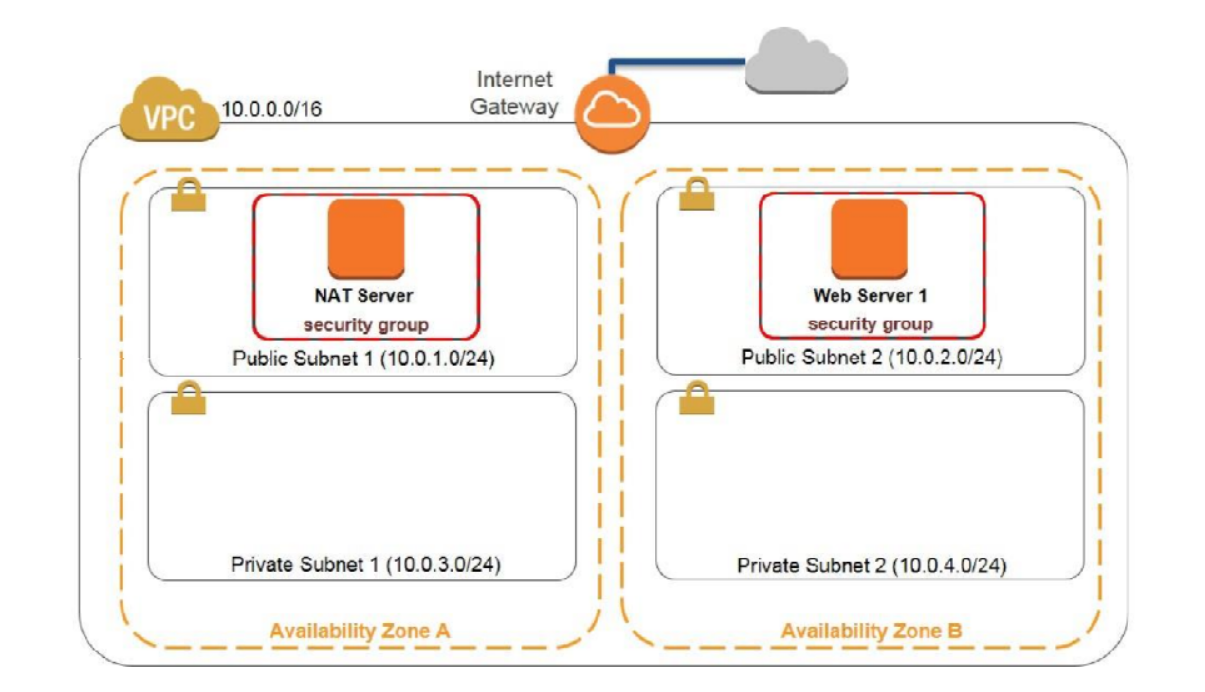 Internet
Gateway
VPC
10.0.0.0/16
NAT Server
security group
Public Subnet 1 (10.0.1.0/24)
Web Server 1
security group
Public Subnet 2 (10.0.2.0/24)
Private Subnet 1 (10.0.3.0/24)
Private Subnet 2 (10.0.4.0/24)
Availability Zone A
Availability Zone B